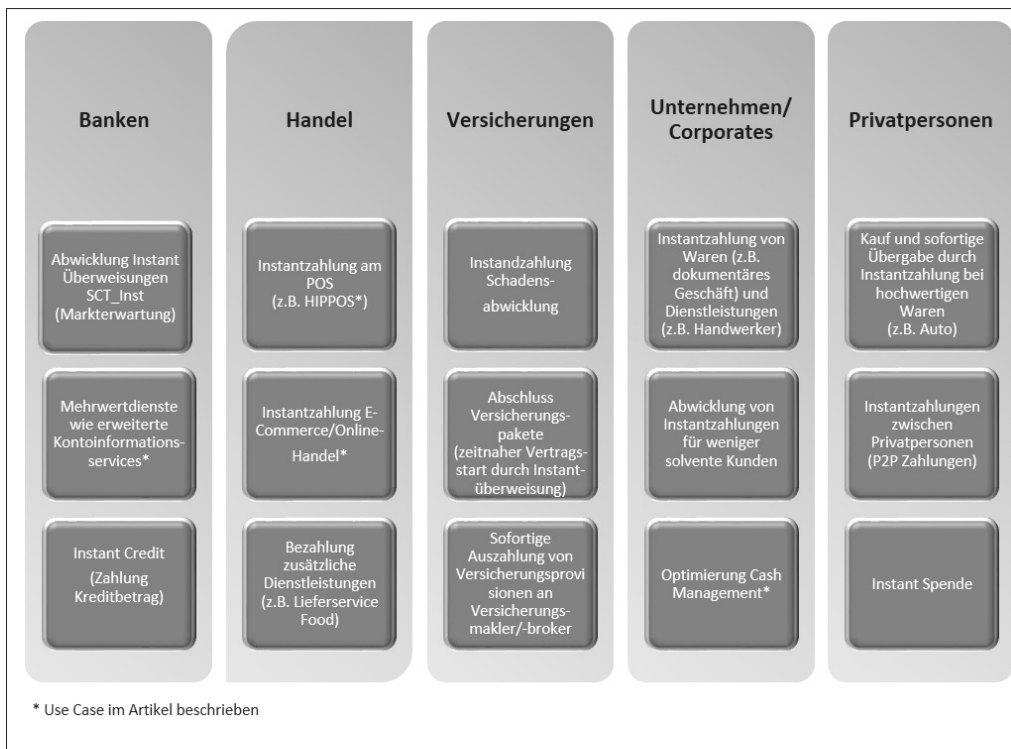 Banken
Abwicklung Instant
Überweisungen
SCT_Inst
(Markterwartung)
Mehrwertdienste
wie erweiterte
Kontoinformations-
services*
Instant Credit
(Zahlung
Kreditbetrag)
Handel
Instantzahlung am
POS
(z.B. HIPPOS*)
Instantzahlung E-
Commerce/Online-
Handel*
Bezahlung
zusätzliche
Dienstleistungen
(z.B. Lieferservice
Food)
Versicherungen
Instandzahlung
Schadens-
abwicklung
Abschluss
Versicherungs-
pakete
(zeitnaher Vertrags-
start durch Instant-
überweisung)
Sofortige
Auszahlung von
Versicherungsprovi
sionen an
Versicherungs-
makler/-broker
Unternehmen/
Corporates
Instantzahlung von
Waren (z.B.
dokumentäres
Geschäft) und
Dienstleistungen
(z.B. Handwerker)
Abwicklung von
Instantzahlungen
für weniger
solvente Kunden
Optimierung Cash
Management*
Privatpersonen
Kauf und sofortige
Übergabe durch
Instantzahlung bei
hochwertigen
Waren
(z.B. Auto)
Instantzahlungen
zwischen
Privatpersonen
(P2P Zahlungen)
Instant Spende
* Use Case im Artikel beschrieben